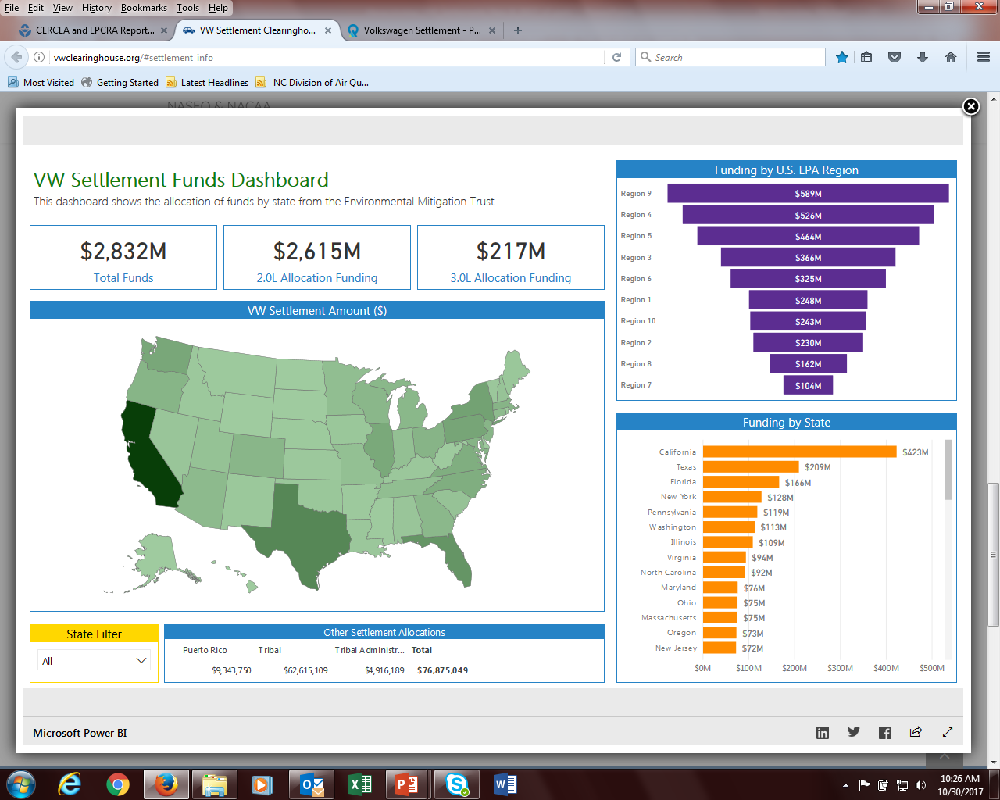 File Edit View History Bookmarks Tools Help
CERCLA and EPCRA Report... × VW Settlement Clearingho... × Volkswagen Settlement - P... × +
vwclearinghouse.org/#settlement_info Search
Most Visited Getting Started Latest Headlines NC Division of Air Qu...
NASEO & NACAA
VW Settlement Funds Dashboard
This dashboard shows the allocation of funds by state from the Environmental Mitigation Trust.
$2,832M
Total Funds
$2,615M
2.0L Allocation Funding
$217M
3.0L Allocation Funding
VW Settlement Amount ($)
State Filter
All
Other Settlement Allocations
Puerto Rico Tribal Tribal Administr... Total
$9,343,750 $62,615,109 $4,916,189 $76,875,049
Funding by U.S. EPA Region
Region 9 $589M
Region 4 $526M
Region 5 $464M
Region 3 $366M
Region 6 $325M
Region 1 $248M
Region 10 $243M
Region 2 $230M
Region 8 $162M
Region 7 $104M
Funding by State
California $423M
Texas $209M
Florida $166M
New York $128M
Pennsylvania $119M
Washington $113M
Illinois $109M
Virginia $94M
North Carolina $92M
Maryland $76M
Ohio $75M
Massachusetts $75M
Oregon $73M
New Jersey $72M
$0M $100M $200M $300M $400M $500M
Microsoft Power BI
10:26 AM
10/30/2017